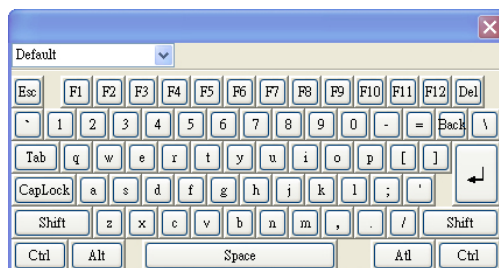 Default
Esc F1 F2 F3 F4 F5 F6 F7 F8 F9 F10 F11 F12 Del
` 1 2 3 4 5 6 7 8 9 0 - = Back \
Tab q w e r t y u i o p [ ]
CapLock a s d f g h j k l ; '
Shift z x c v b n m , . / Shift
Ctrl Alt Space Atl Ctrl